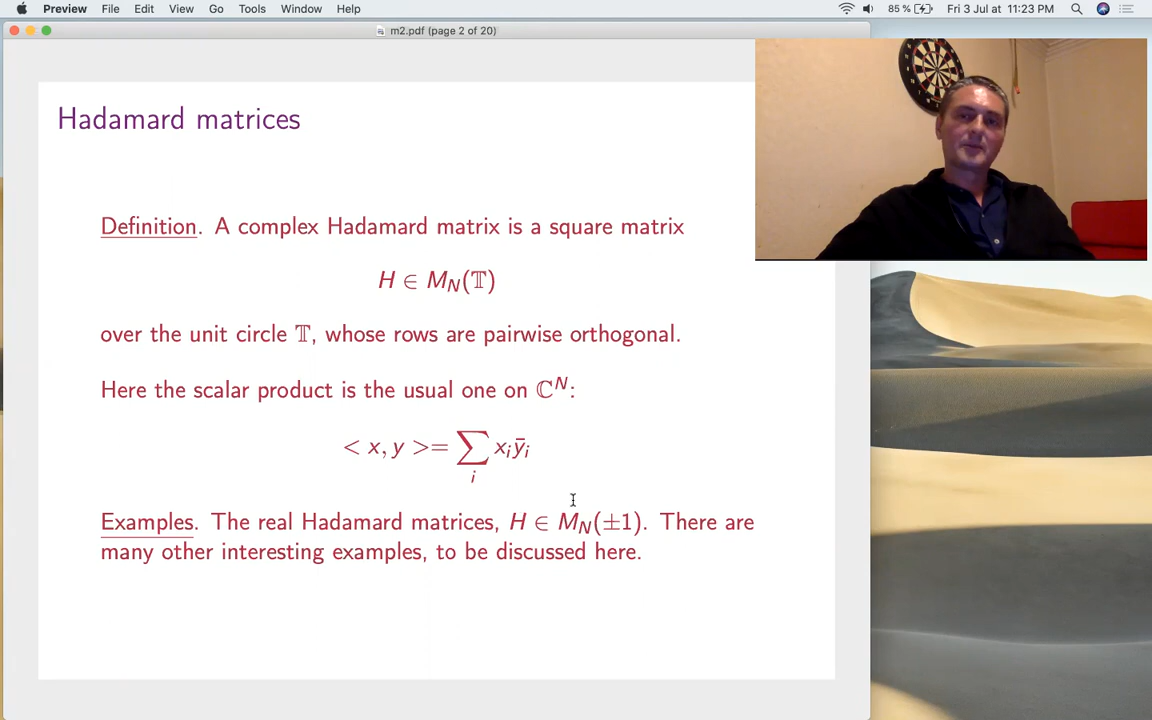 Preview File Edit View Go Tools Window Help 85 % Fri 3 Jul at 11:23 PM
m2.pdf (page 2 of 20)
Hadamard matrices
Definition. A complex Hadamard matrix is a square matrix
H ∈ M_N(𝕋)
over the unit circle 𝕋, whose rows are pairwise orthogonal.
Here the scalar product is the usual one on ℂ^N:
< x, y >= ∑_i x_i ȳ_i
Examples. The real Hadamard matrices, H ∈ M_N(±1). There are
many other interesting examples, to be discussed here.